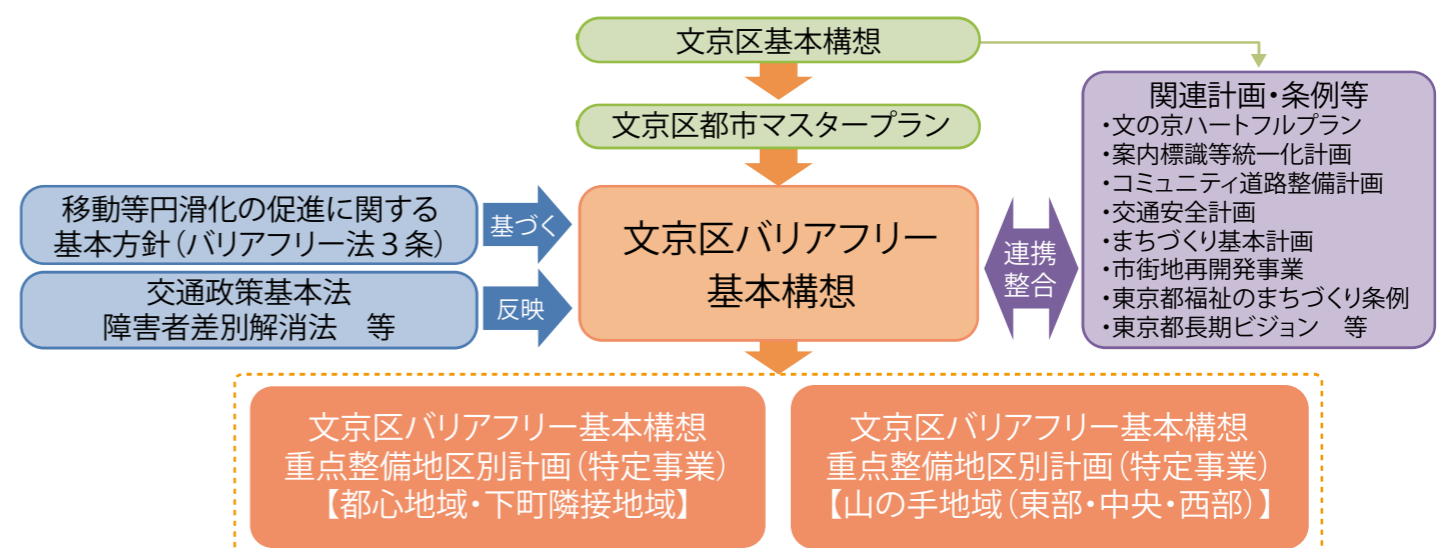 文京区基本構想
文京区都市マスタープラン
移動等円滑化の促進に関する
基本方針(バリアフリー法3条)
基づく
交通政策基本法
障害者差別解消法 等
反映
文京区バリアフリー
基本構想
連携
整合
関連計画・条例等
・文の京ハートフルプラン
・案内標識等統一化計画
・コミュニティ道路整備計画
・交通安全計画
・まちづくり基本計画
・市街地再開発事業
・東京都福祉のまちづくり条例
・東京都長期ビジョン 等
文京区バリアフリー基本構想
重点整備地区別計画(特定事業)
【都心地域・下町隣接地域】
文京区バリアフリー基本構想
重点整備地区別計画(特定事業)
【山の手地域(東部・中央・西部)】